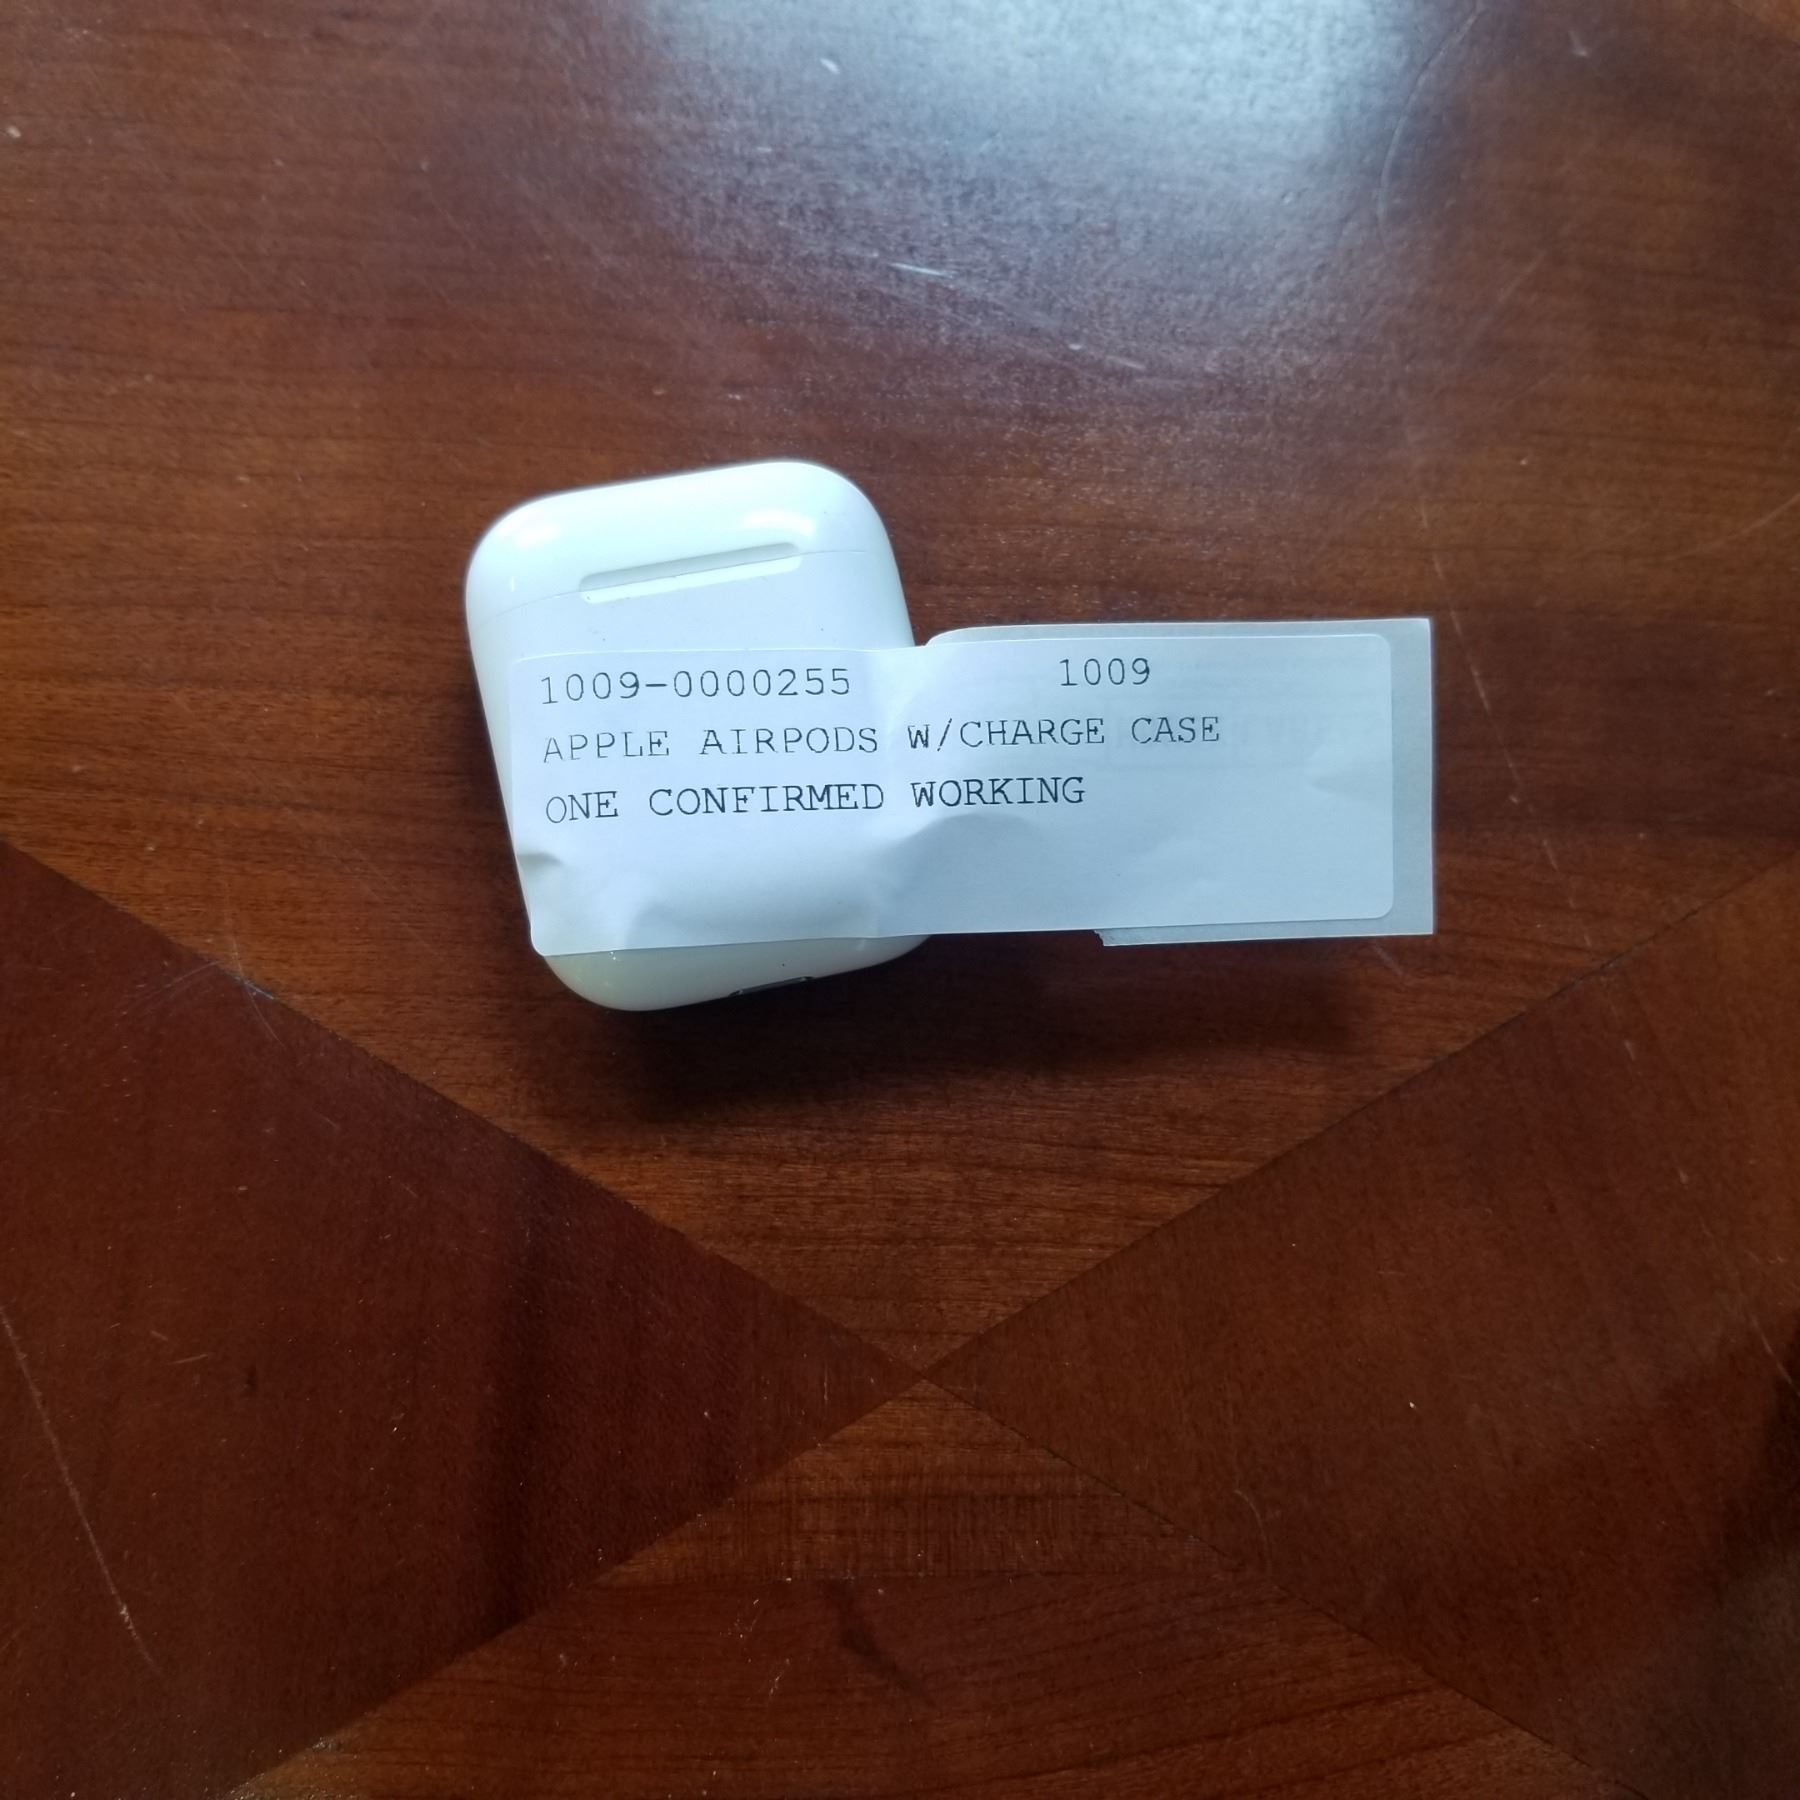 1009-0000255 1009
APPLE AIRPODS W/CHARGE CASE
ONE CONFIRMED WORKING